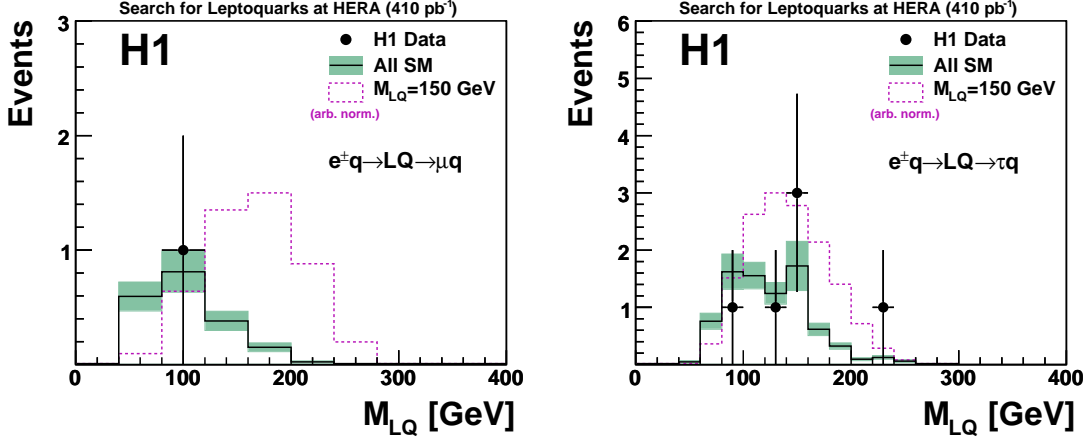 Search for Leptoquarks at HERA (410 pb⁻¹)
H1
H1 Data
All SM
M_LQ=150 GeV
(arb. norm.)
e±q→LQ→μq
Events
3
2
1
0 100 200 300 400
M_LQ [GeV]
Search for Leptoquarks at HERA (410 pb⁻¹)
H1
H1 Data
All SM
M_LQ=150 GeV
(arb. norm.)
e±q→LQ→τq
Events
6
5
4
3
2
1
0 100 200 300 400
M_LQ [GeV]